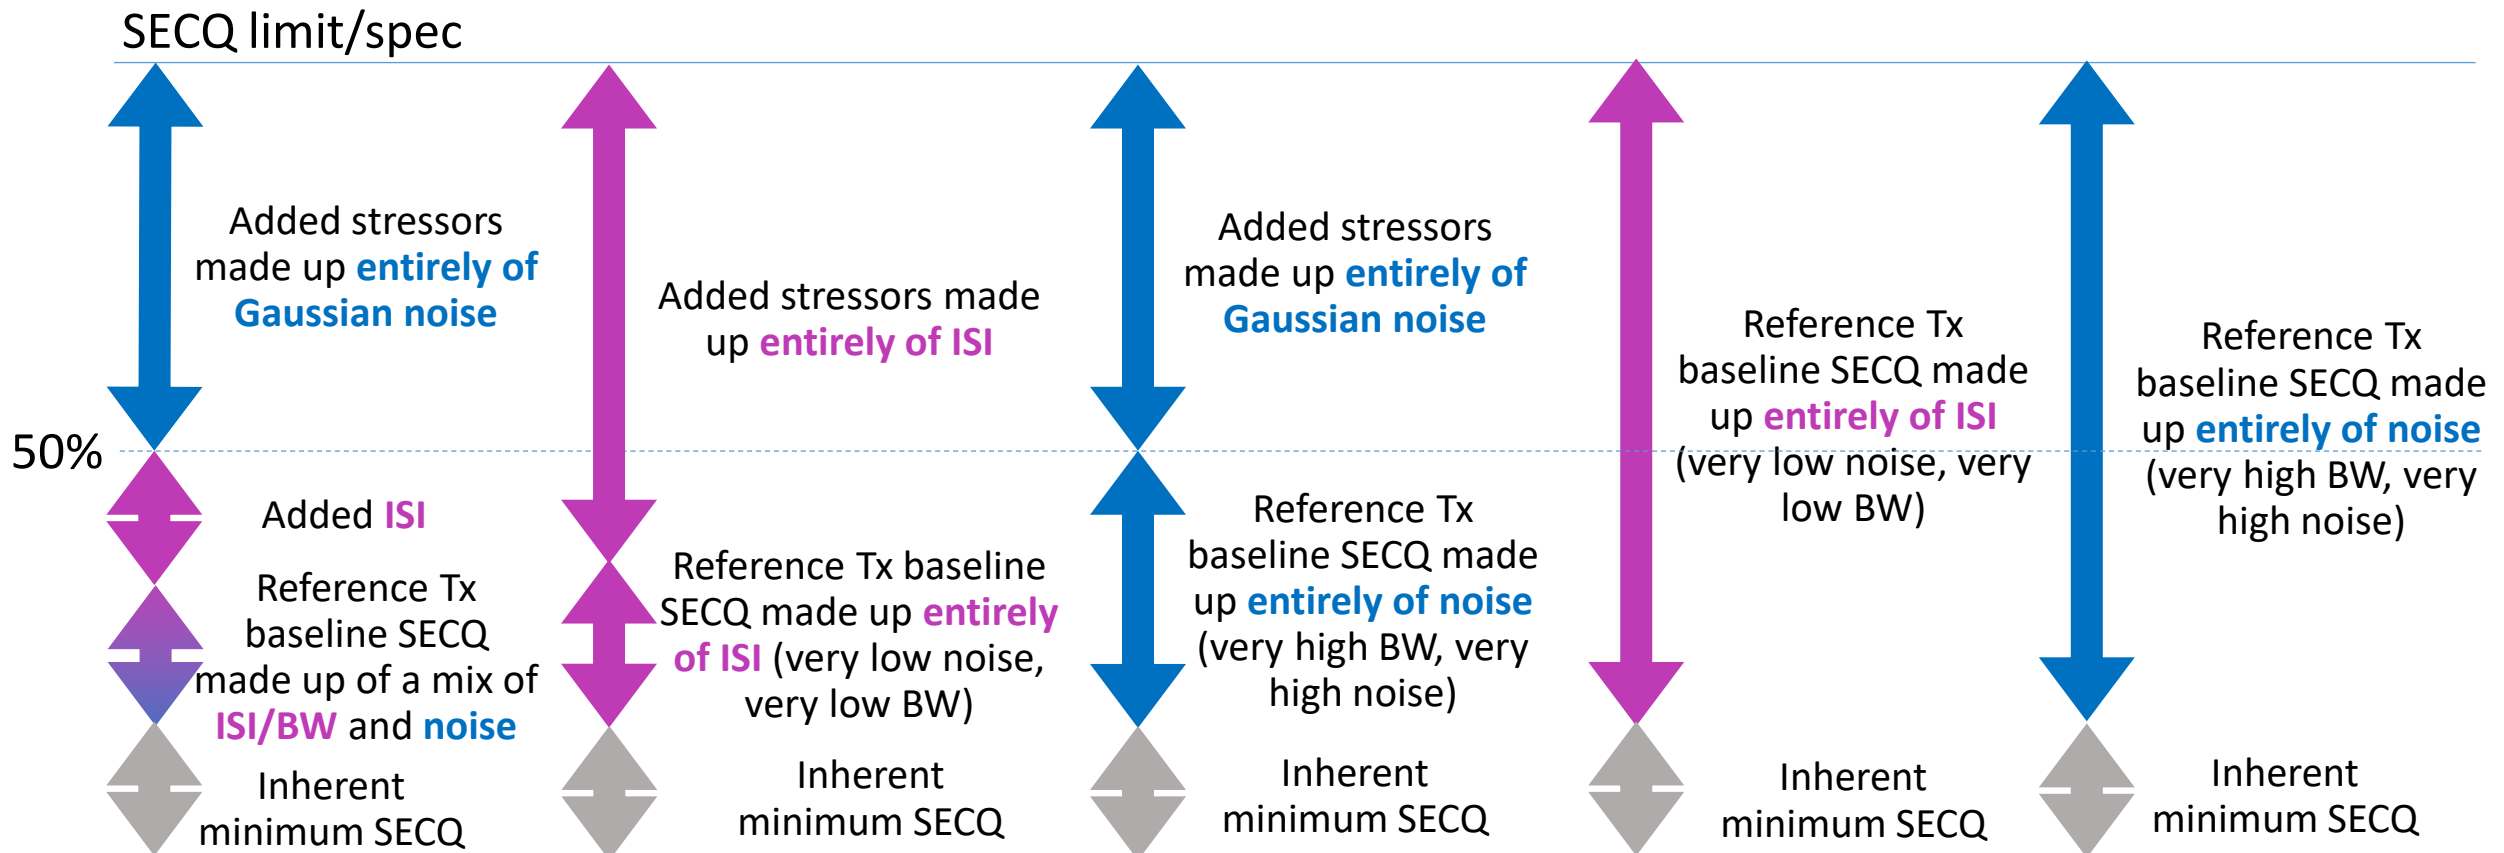 SECQ limit/spec
50%
Added stressors
made up entirely of
Gaussian noise
Added ISI
Reference Tx
baseline SECQ
made up of a mix of
ISI/BW and noise
Inherent
minimum SECQ
Added stressors made
up entirely of ISI
Reference Tx baseline
SECQ made up entirely
of ISI (very low noise,
very low BW)
Inherent
minimum SECQ
Added stressors
made up entirely of
Gaussian noise
Reference Tx
baseline SECQ made
up entirely of noise
(very high BW, very
high noise)
Inherent
minimum SECQ
Reference Tx
baseline SECQ made
up entirely of ISI
(very low noise, very
low BW)
Inherent
minimum SECQ
Reference Tx
baseline SECQ made
up entirely of noise
(very high BW, very
high noise)
Inherent
minimum SECQ